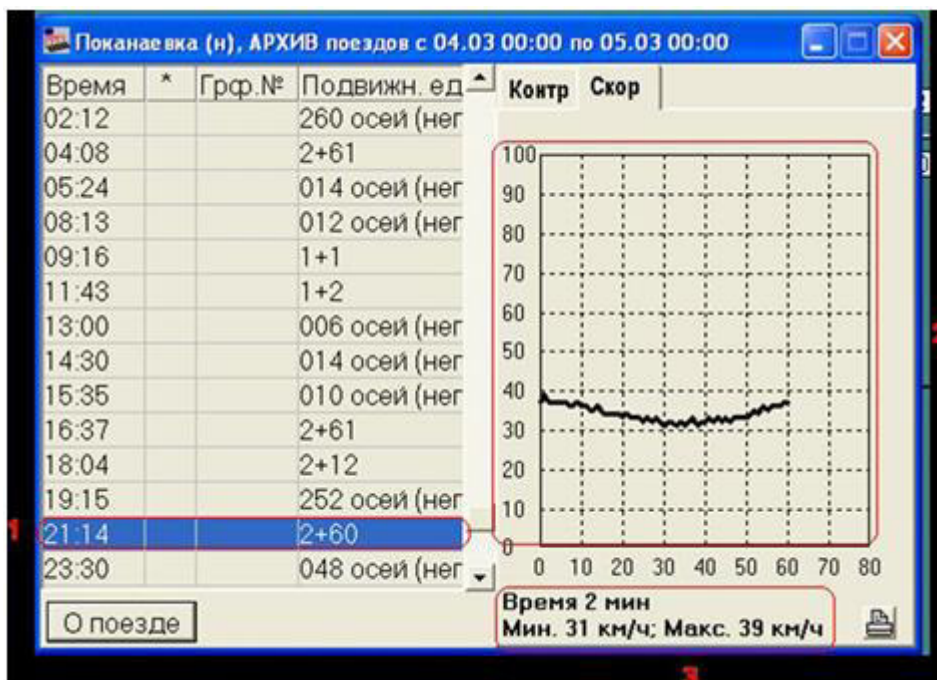 Поканаевка (н), АРХИВ поездов с 04.03 00:00 по 05.03 00:00
Время * Грф.№ Подвижн. ед
02:12 260 осей (нег
04:08 2+61
05:24 014 осей (нег
08:13 012 осей (нег
09:16 1+1
11:43 1+2
13:00 006 осей (нег
14:30 014 осей (нег
15:35 010 осей (нег
16:37 2+61
18:04 2+12
19:15 252 осей (нег
1 21:14 2+60
23:30 048 осей (нег
О поезде
Контр Скор
100
90
80
70
60
50
40
30
20
10
0
0 10 20 30 40 50 60 70 80
Время 2 мин
Мин. 31 км/ч; Макс. 39 км/ч
3